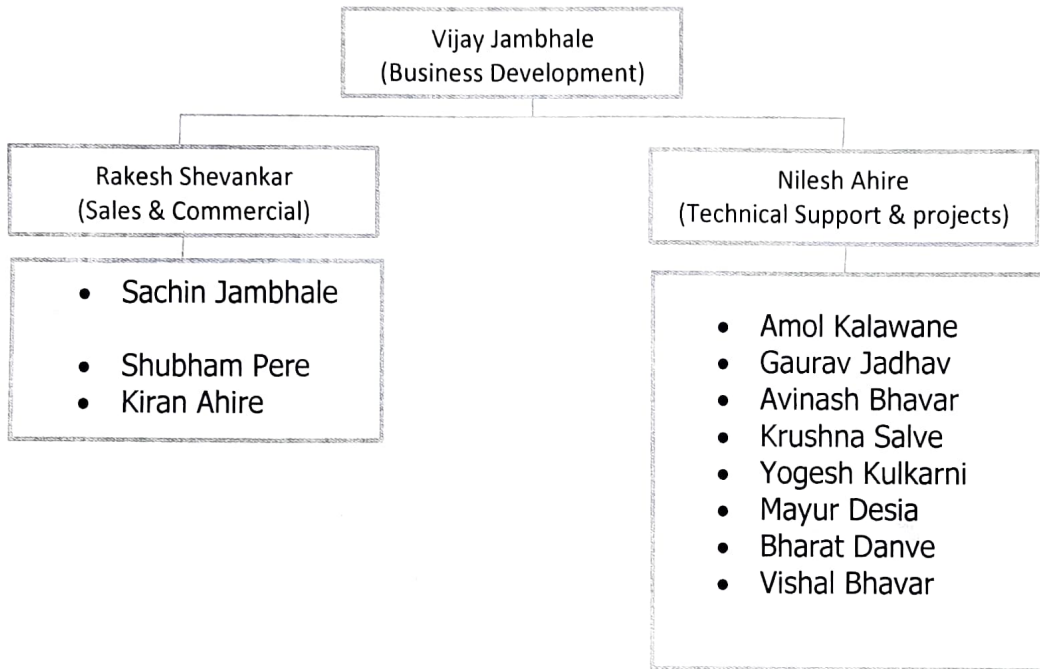 Vijay Jambhale
(Business Development)
Rakesh Shevankar
(Sales & Commercial)
• Sachin Jambhale
• Shubham Pere
• Kiran Ahire
Nilesh Ahire
(Technical Support & projects)
• Amol Kalawane
• Gaurav Jadhav
• Avinash Bhavar
• Krushna Salve
• Yogesh Kulkarni
• Mayur Desia
• Bharat Danve
• Vishal Bhavar